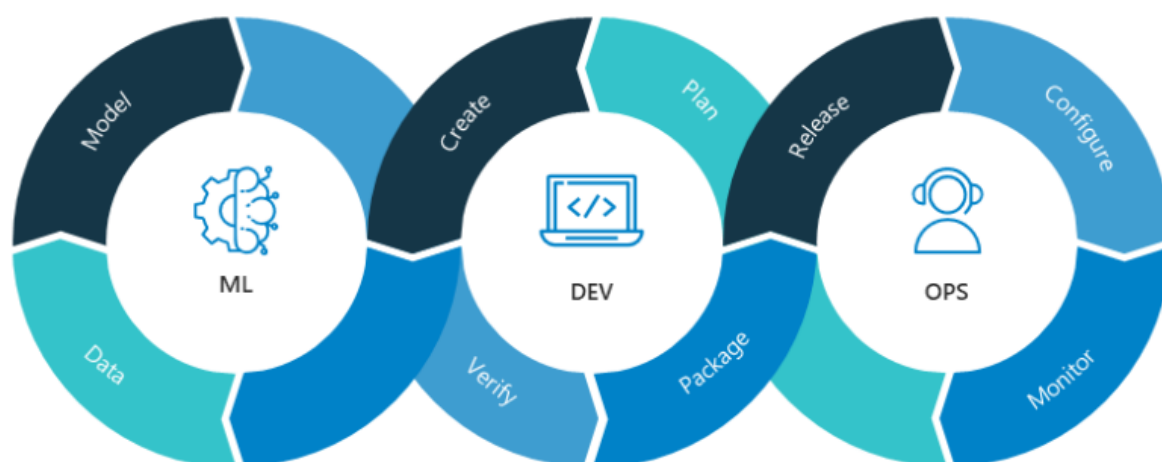 Model
Create
Plan
Release
Configure
ML
DEV
OPS
Data
Verify
Package
Monitor